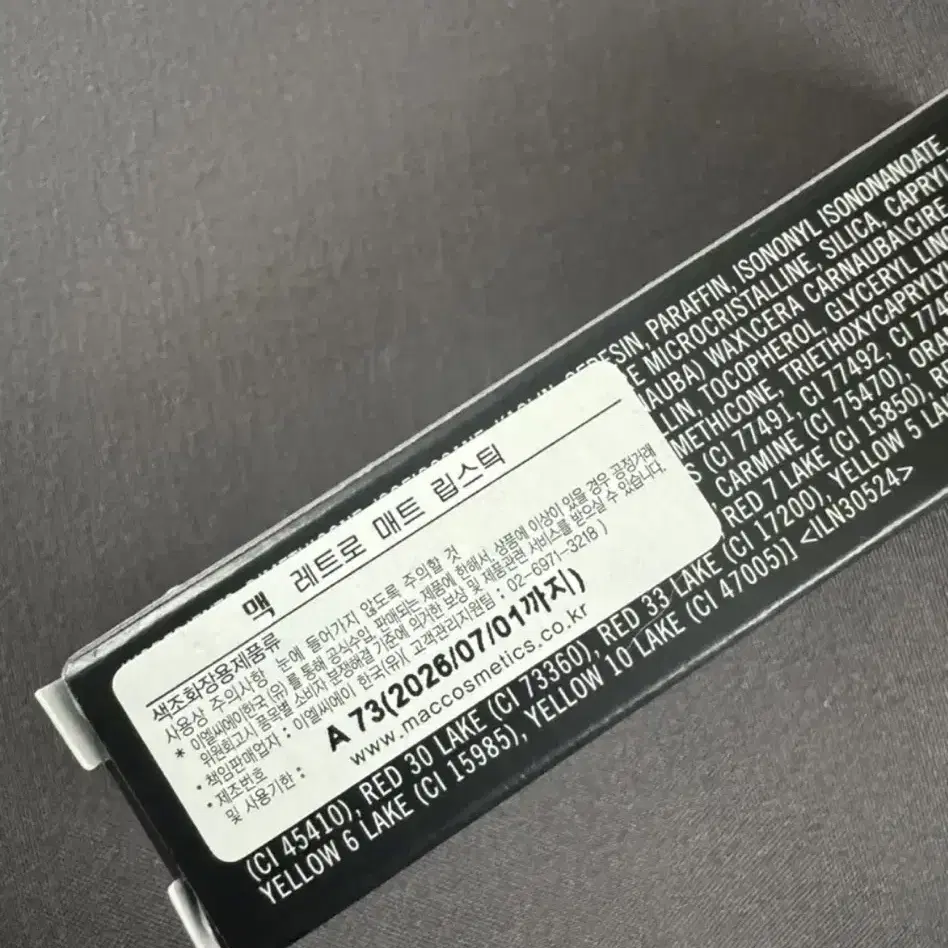 색조화장용제품류
맥 레트로 매트 립스틱
사용상 주의사항 눈에 들어가지 않도록 주의할 것
* 이엘씨에이한국 (유)를 통해 공식수입, 판매되는 제품에 한해서, 상품에 이상이 있을 경우 공정거래
위원회고시 품목별 소비자 분쟁해결 기준에 의거한 보상 및 제품관련 서비스를 받으실 수 있습니다.
· 책임판매업자 : 이엘씨에이 한국(유)( 고객관리지원팀 : 02-6971-3218 )
· 제조번호
및 사용기한 : A 73(2026/07/01까지)
www.maccosmetics.co.kr
PARAFFIN, ISONONYL ISONONANOATE
MICROCRISTALLINE, SILICA, CAPRYL
WAX\CERA CARNAUBA\CIRE
TOCOPHEROL, GLYCERYL LIN
METHICONE, TRIETHOXYCAPRYLY
(CI 77491, CI 77492, CI 774
CARMINE (CI 75470), ORA
RED 7 LAKE (CI 15850), R
(CI 45410), RED 30 LAKE (CI 73360), RED 33 LAKE (CI 17200), YELLOW 5 LA
YELLOW 6 LAKE (CI 15985), YELLOW 10 LAKE (CI 47005)] <ILN30524>